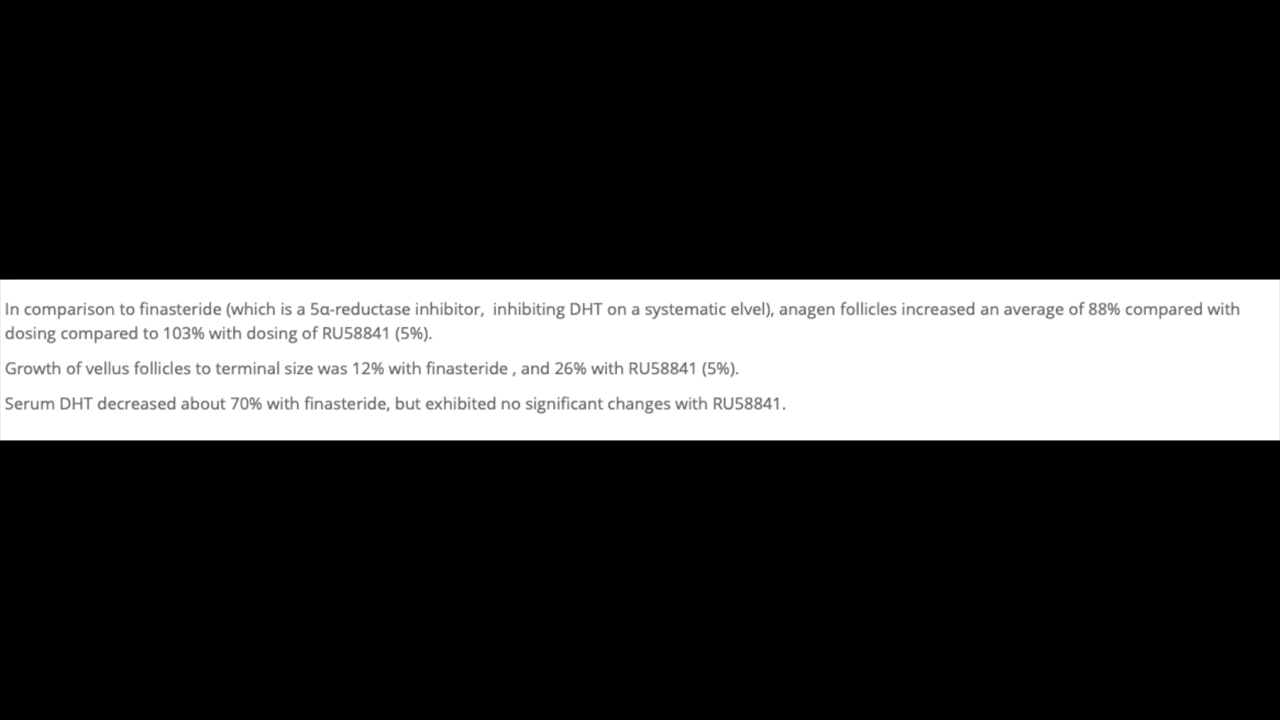 In comparison to finasteride (which is a 5α-reductase inhibitor,  inhibiting DHT on a systematic elvel), anagen follicles increased an average of 88% compared with
dosing compared to 103% with dosing of RU58841 (5%).
Growth of vellus follicles to terminal size was 12% with finasteride , and 26% with RU58841 (5%).
Serum DHT decreased about 70% with finasteride, but exhibited no significant changes with RU58841.